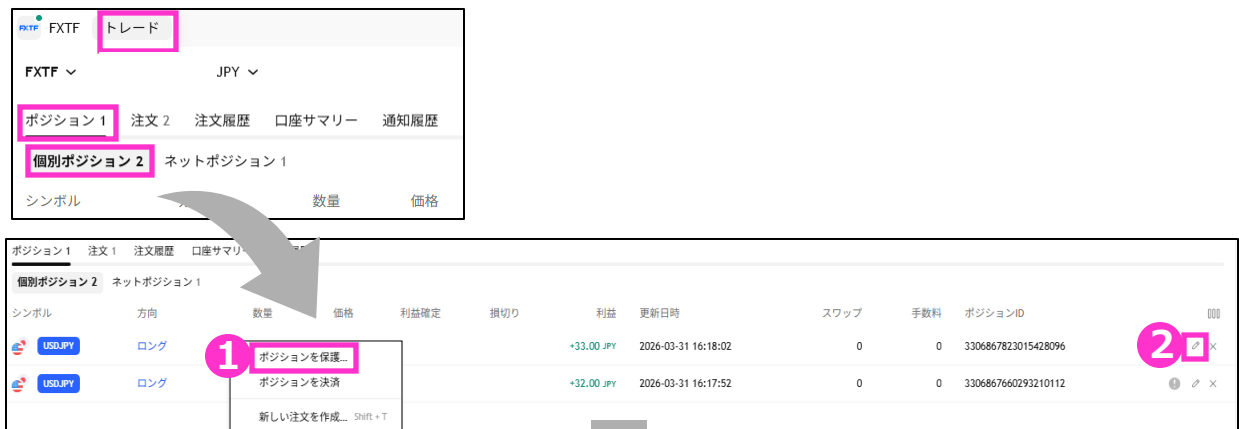 FXTF FXTF トレード
FXTF JPY
ポジション 1 注文 2 注文履歴 口座サマリー 通知履歴
個別ポジション 2 ネットポジション 1
シンボル 数量 価格
ポジション 1 注文 1 注文履歴 口座サマリー
個別ポジション 2 ネットポジション 1
シンボル 方向 数量 価格 利益確定 損切り 利益 更新日時 スワップ 手数料 ポジションID
USDJPY ロング +33.00 JPY 2026-03-31 16:18:02 0 0 3306867823015428096 2
1 ポジションを保護...
ポジションを決済
USDJPY ロング +32.00 JPY 2026-03-31 16:17:52 0 0 3306867660293210112
新しい注文を作成... Shift + T